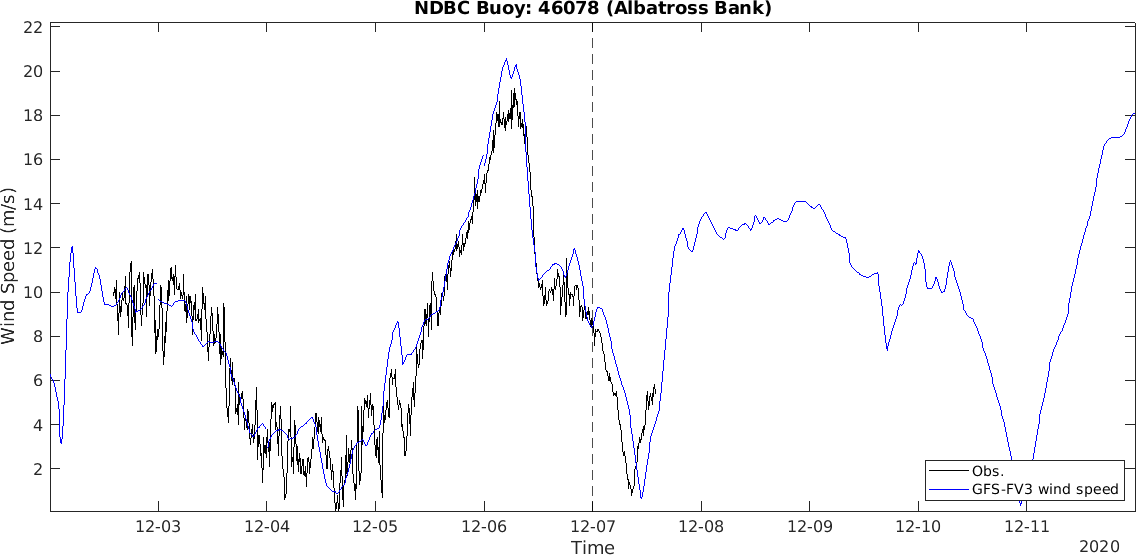 NDBC Buoy: 46078 (Albatross Bank)
22
20
18
16
14
12
10
8
6
4
2
Wind Speed (m/s)
Obs.
GFS-FV3 wind speed
12-03 12-04 12-05 12-06 12-07 12-08 12-09 12-10 12-11
Time
2020